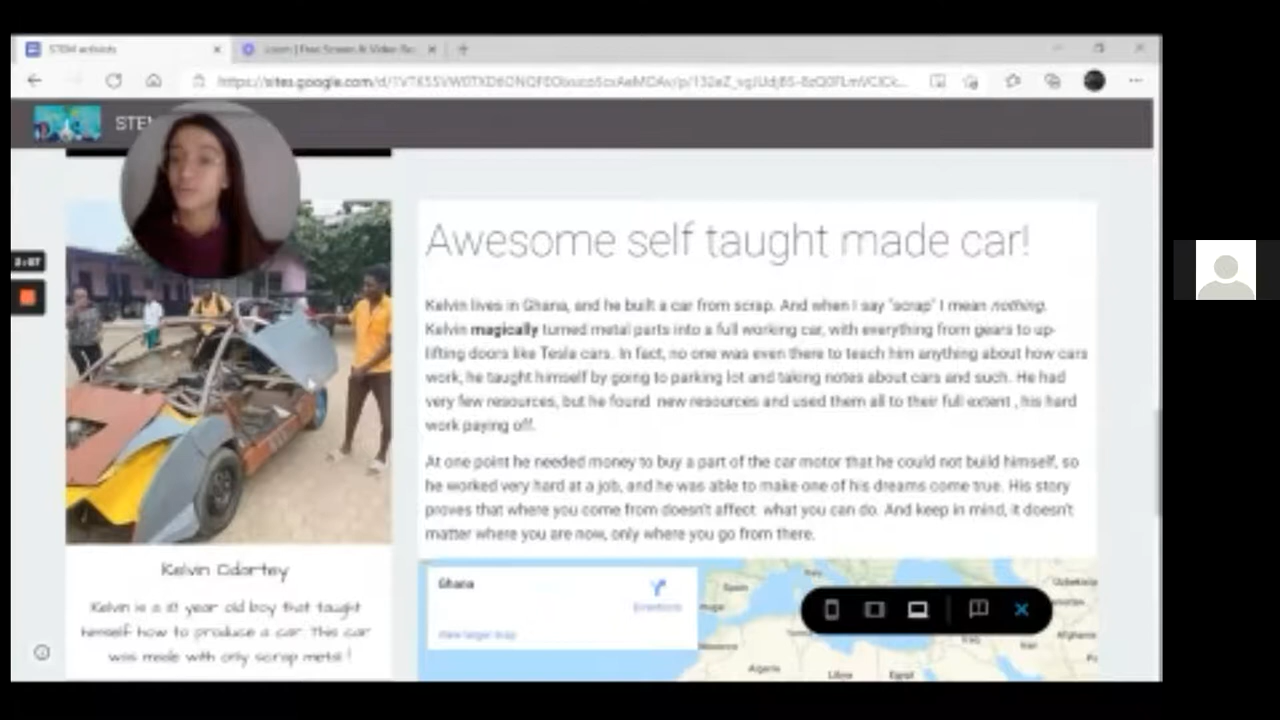 STEM activists
Awesome self taught made car!
Kelvin lives in Ghana, and he built a car from scrap. And when I say "scrap" I mean nothing.
Kelvin magically turned metal parts into a full working car, with everything from gears to up-
lifting doors like Tesla cars. In fact, no one was even there to teach him anything about how cars
work, he taught himself by going to parking lot and taking notes about cars and such. He had
very few resources, but he found new resources and used them all to their full extent , his hard
work paying off.
At one point he needed money to buy a part of the car motor that he could not build himself, so
he worked very hard at a job, and he was able to make one of his dreams come true. His story
proves that where you come from doesn't affect what you can do. And keep in mind, it doesn't
matter where you are now, only where you go from there.
Kelvin Odartey
Kelvin is a 18 year old boy that taught
himself how to produce a car. This car
was made with only scrap metal !
Ghana
Directions
View larger map
Spain
Morocco
Algeria
Libya
Egypt
Iraq
Iran